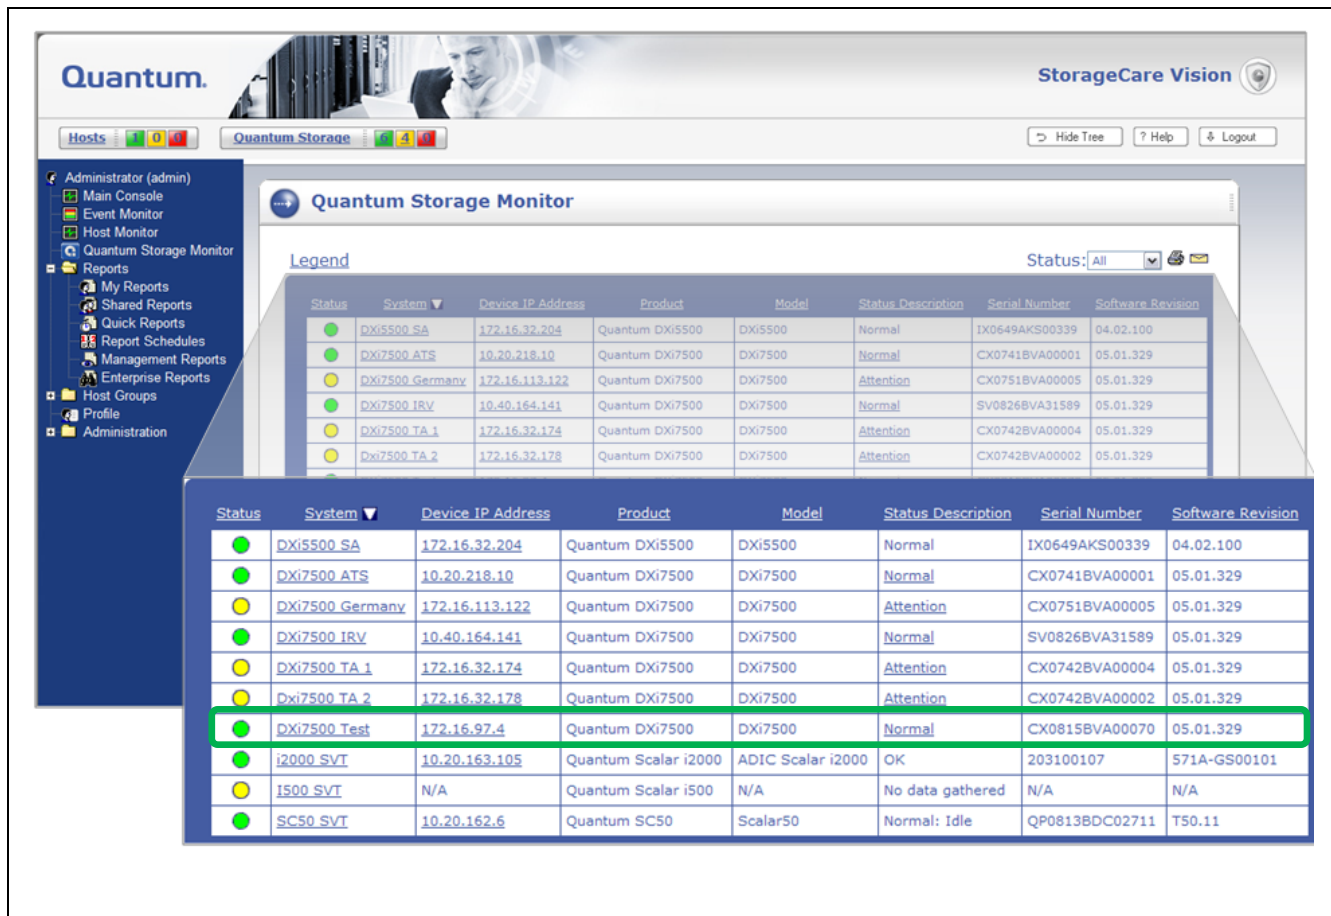 Quantum.
StorageCare Vision
Hosts 1 0 0 Quantum Storage 6 4 0 Hide Tree ? Help Logout
Administrator (admin)
Main Console
Event Monitor
Host Monitor
Quantum Storage Monitor
Reports
My Reports
Shared Reports
Quick Reports
Report Schedules
Management Reports
Enterprise Reports
Host Groups
Profile
Administration
Quantum Storage Monitor
Legend Status: All
Status System Device IP Address Product Model Status Description Serial Number Software Revision
DXi5500 SA 172.16.32.204 Quantum DXi5500 DXi5500 Normal IX0649AKS00339 04.02.100
DXi7500 ATS 10.20.218.10 Quantum DXi7500 DXi7500 Normal CX0741BVA00001 05.01.329
DXi7500 Germany 172.16.113.122 Quantum DXi7500 DXi7500 Attention CX0751BVA00005 05.01.329
DXi7500 IRV 10.40.164.141 Quantum DXi7500 DXi7500 Normal SV0826BVA31589 05.01.329
DXi7500 TA 1 172.16.32.174 Quantum DXi7500 DXi7500 Attention CX0742BVA00004 05.01.329
Dxi7500 TA 2 172.16.32.178 Quantum DXi7500 DXi7500 Attention CX0742BVA00002 05.01.329
Status System Device IP Address Product Model Status Description Serial Number Software Revision
DXi5500 SA 172.16.32.204 Quantum DXi5500 DXi5500 Normal IX0649AKS00339 04.02.100
DXi7500 ATS 10.20.218.10 Quantum DXi7500 DXi7500 Normal CX0741BVA00001 05.01.329
DXi7500 Germany 172.16.113.122 Quantum DXi7500 DXi7500 Attention CX0751BVA00005 05.01.329
DXi7500 IRV 10.40.164.141 Quantum DXi7500 DXi7500 Normal SV0826BVA31589 05.01.329
DXi7500 TA 1 172.16.32.174 Quantum DXi7500 DXi7500 Attention CX0742BVA00004 05.01.329
Dxi7500 TA 2 172.16.32.178 Quantum DXi7500 DXi7500 Attention CX0742BVA00002 05.01.329
DXi7500 Test 172.16.97.4 Quantum DXi7500 DXi7500 Normal CX0815BVA00070 05.01.329
i2000 SVT 10.20.163.105 Quantum Scalar i2000 ADIC Scalar i2000 OK 203100107 571A-GS00101
I500 SVT N/A Quantum Scalar i500 N/A No data gathered N/A N/A
SC50 SVT 10.20.162.6 Quantum SC50 Scalar50 Normal: Idle QP0813BDC02711 T50.11